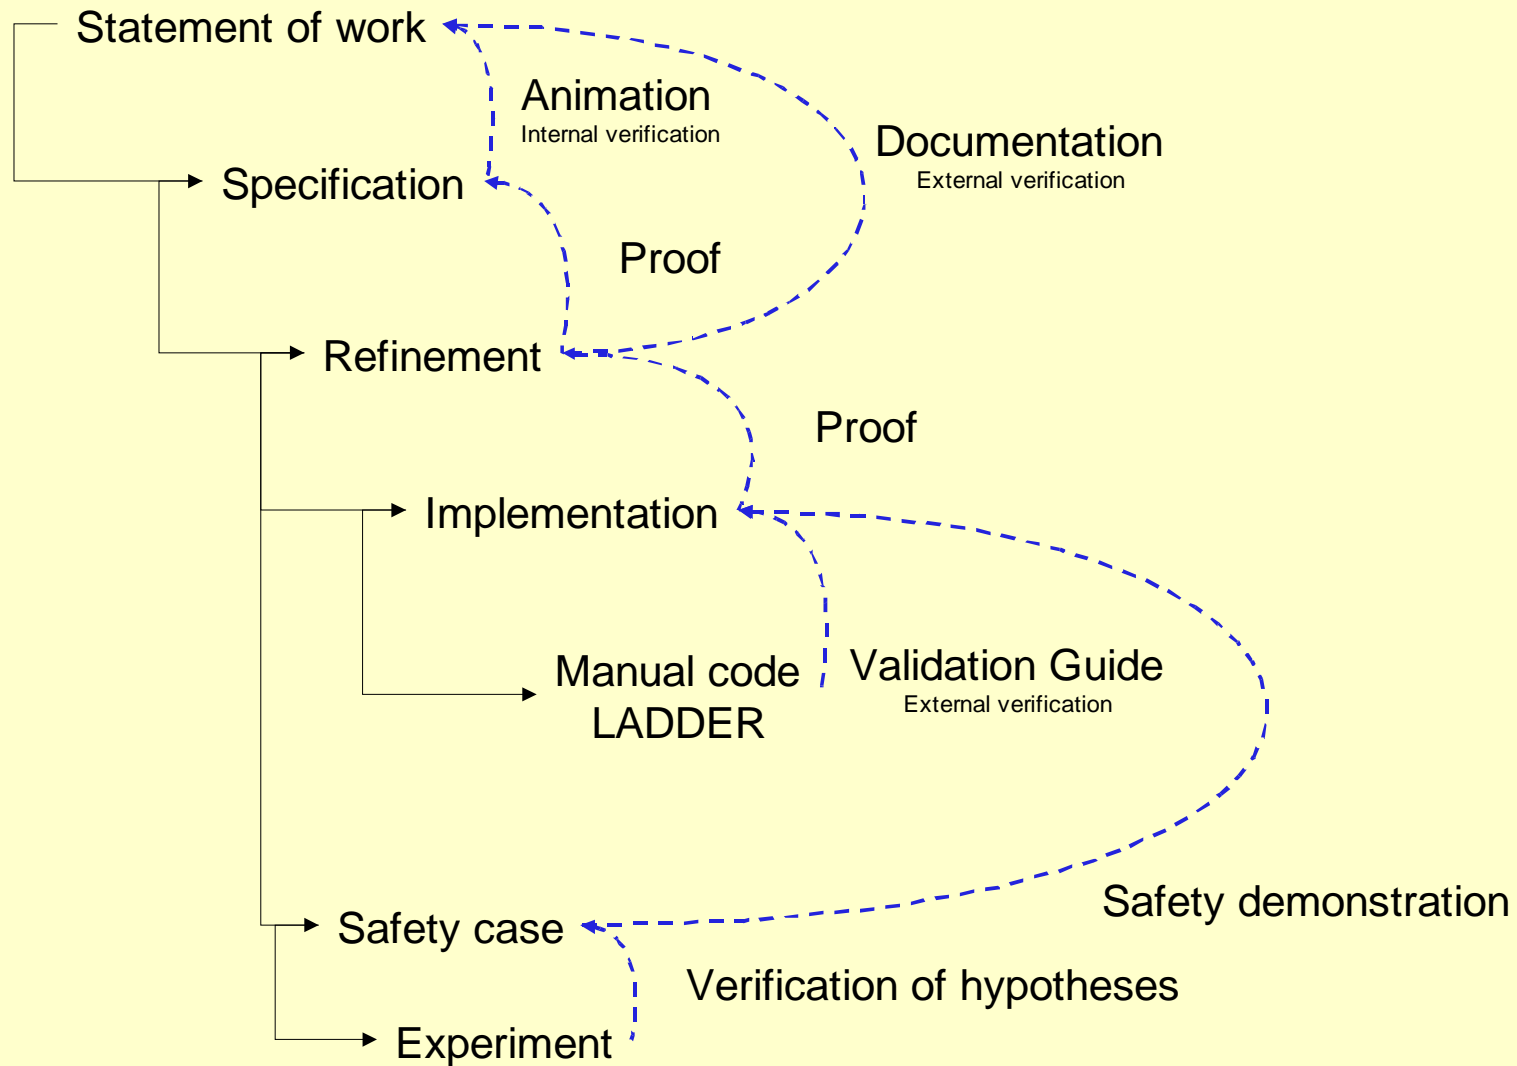 Statement of work
Animation
Internal verification
Documentation
External verification
Specification
Proof
Refinement
Proof
Implementation
Manual code
LADDER
Validation Guide
External verification
Safety demonstration
Safety case
Verification of hypotheses
Experiment